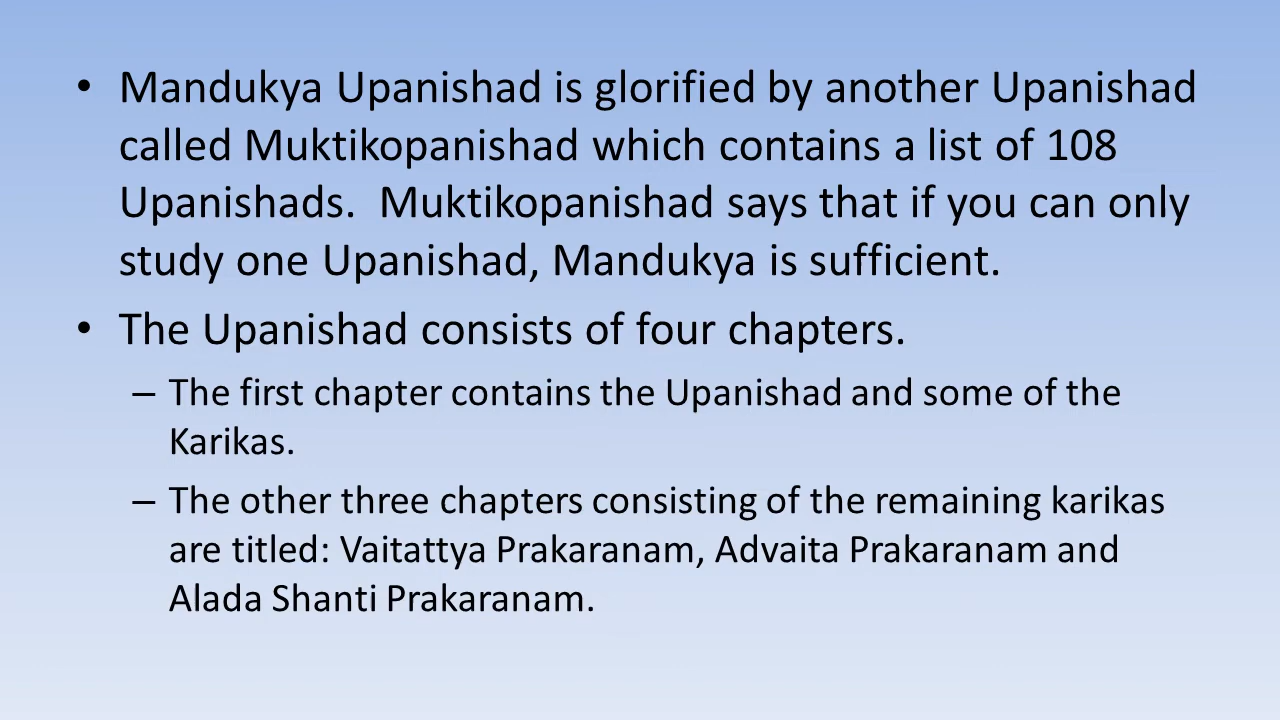 • Mandukya Upanishad is glorified by another Upanishad
called Muktikopanishad which contains a list of 108
Upanishads.  Muktikopanishad says that if you can only
study one Upanishad, Mandukya is sufficient.
• The Upanishad consists of four chapters.
– The first chapter contains the Upanishad and some of the
Karikas.
– The other three chapters consisting of the remaining karikas
are titled: Vaitattya Prakaranam, Advaita Prakaranam and
Alada Shanti Prakaranam.